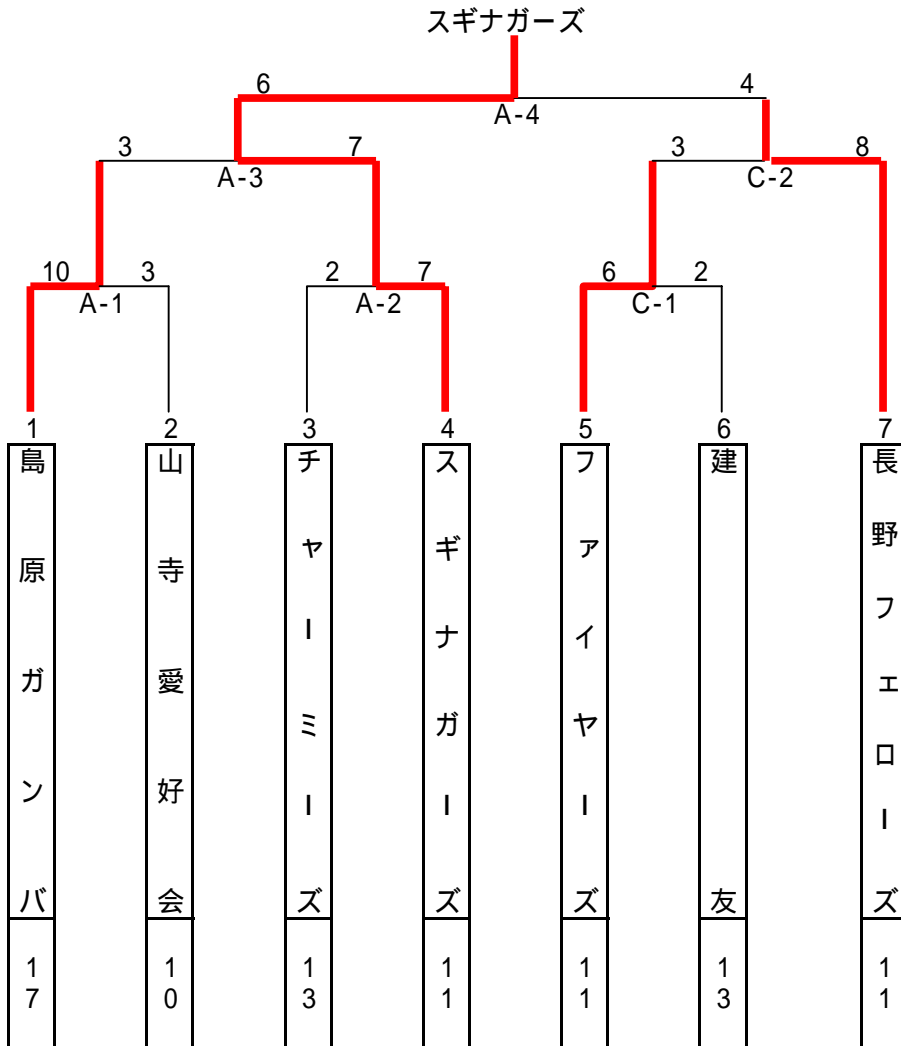 スギナガーズ
6 4
A-4
3 7 3 8
A-3 C-2
10 3 2 7 6 2
A-1 A-2 C-1
1 2 3 4 5 6 7
島原ガンバ
山寺愛好会
チャーミーズ
スギナガーズ
ファイヤーズ
建友
長野フェローズ
17 10 13 11 11 13 11